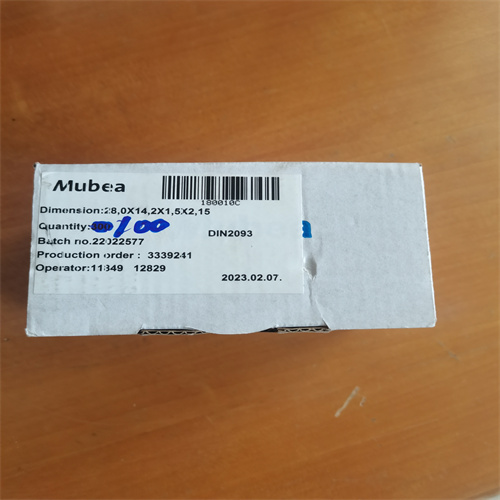 Mubea
180010C
Dimension:28,0X14,2X1,5X2,15
Quantity: 100
DIN2093
Batch no.22022577
Production order : 3339241
Operator:11849 12829
2023.02.07.
a